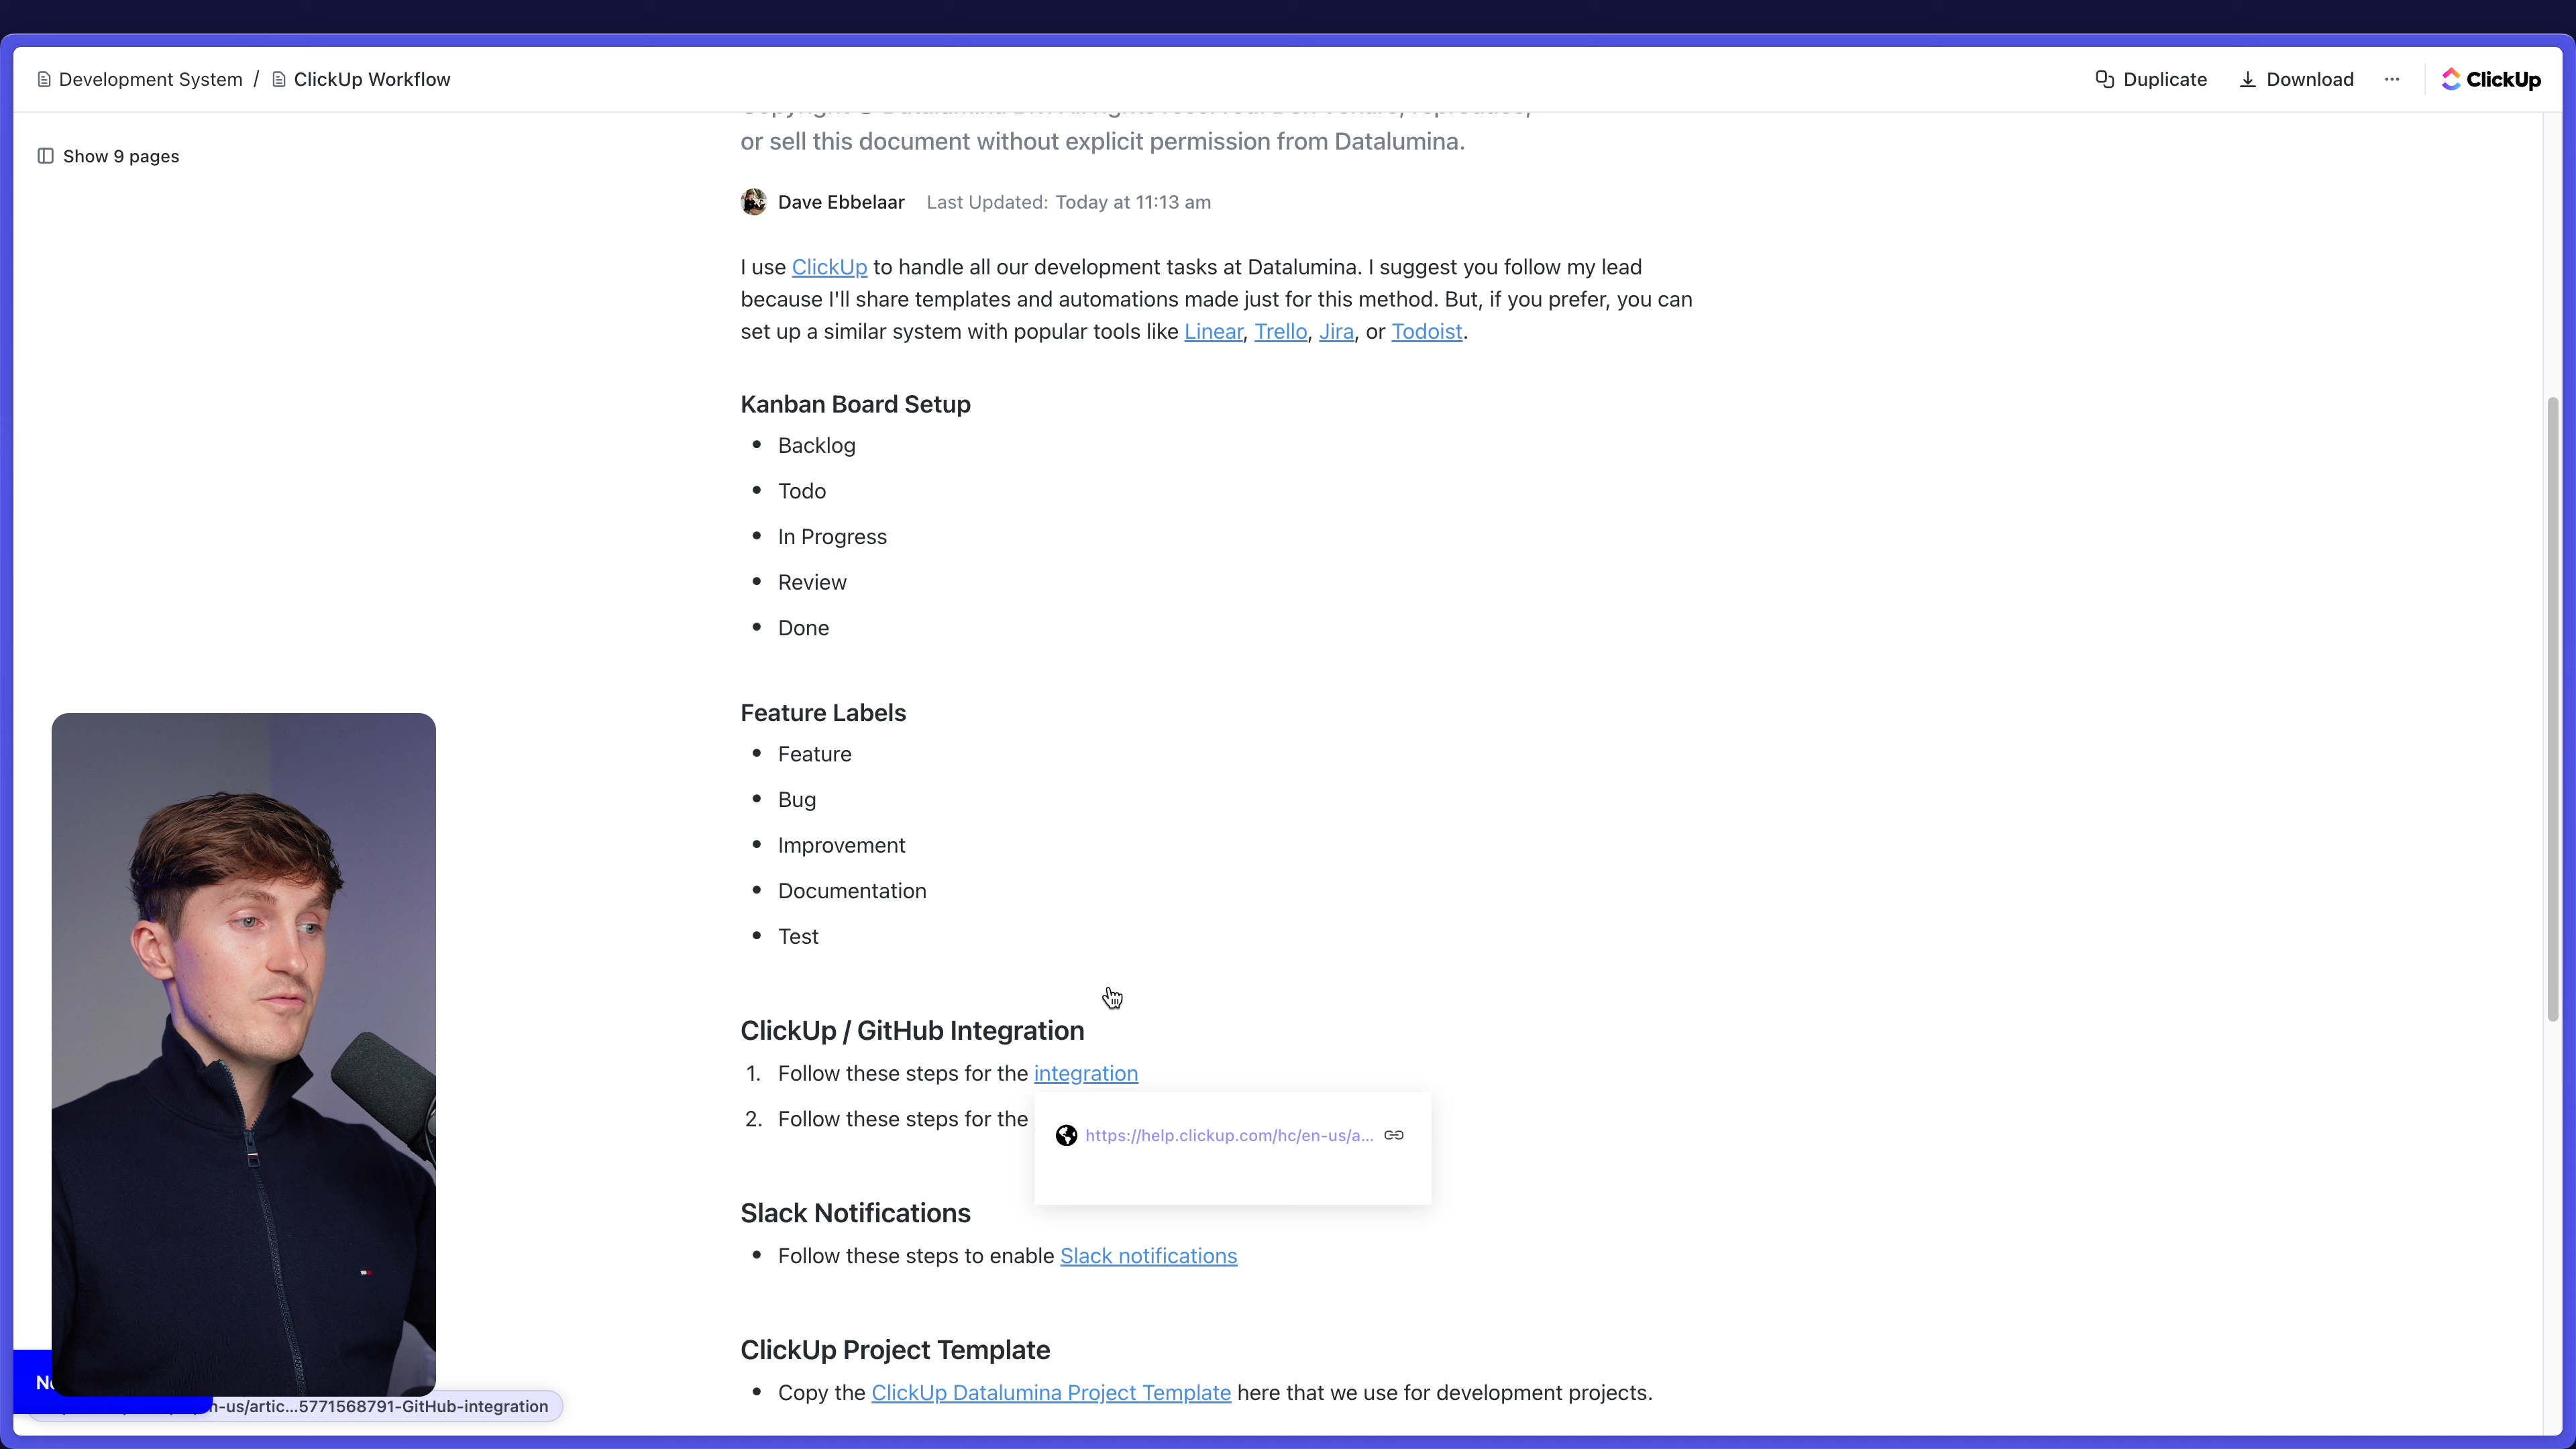 Development System / ClickUp Workflow
Duplicate
Download
ClickUp
Show 9 pages
or sell this document without explicit permission from Datalumina.
Dave Ebbelaar Last Updated: Today at 11:13 am
I use ClickUp to handle all our development tasks at Datalumina. I suggest you follow my lead
because I'll share templates and automations made just for this method. But, if you prefer, you can
set up a similar system with popular tools like Linear, Trello, Jira, or Todoist.
Kanban Board Setup
• Backlog
• Todo
• In Progress
• Review
• Done
Feature Labels
• Feature
• Bug
• Improvement
• Documentation
• Test
ClickUp / GitHub Integration
1. Follow these steps for the integration
2. Follow these steps for the
https://help.clickup.com/hc/en-us/a...
Slack Notifications
• Follow these steps to enable Slack notifications
ClickUp Project Template
• Copy the ClickUp Datalumina Project Template here that we use for development projects.
n-us/artic...5771568791-GitHub-integration